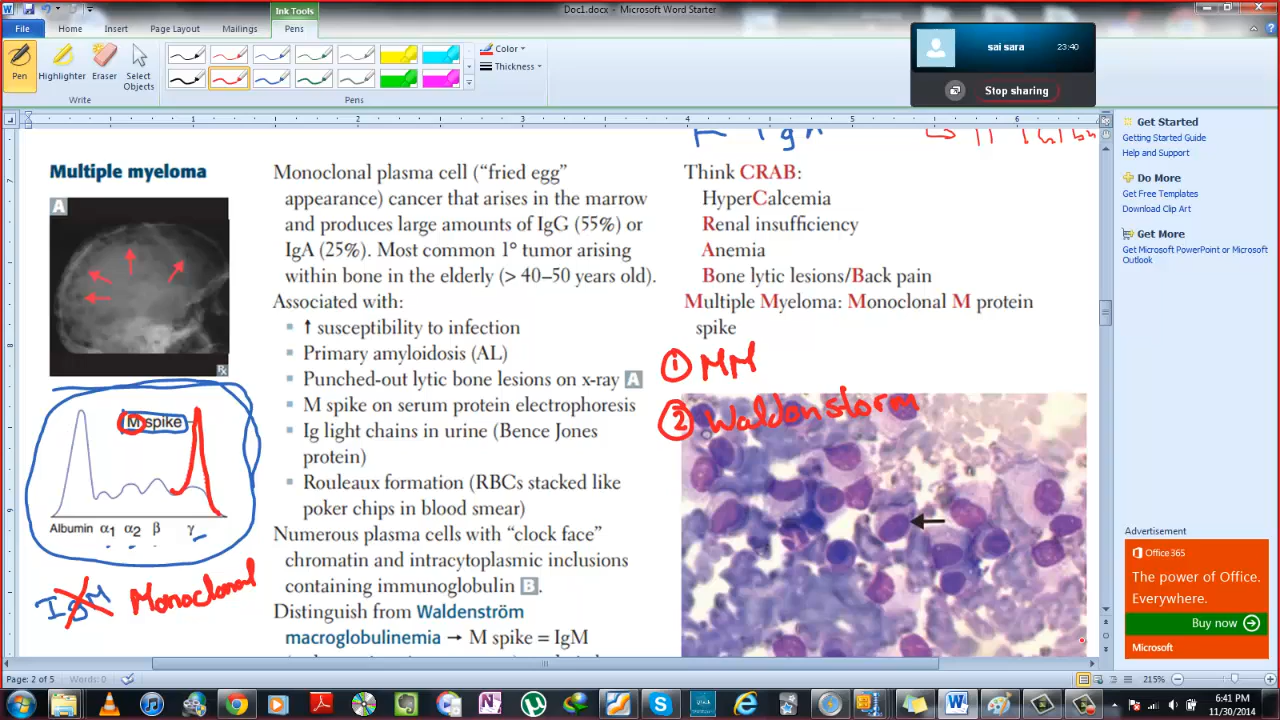 Doc1.docx - Microsoft Word Starter
Ink Tools
File Home Insert Page Layout Mailings Pens
Pen Highlighter Eraser Select Objects
Write
Color
Thickness
Pens
sai sara 23:40
Stop sharing
1 2 3 4 5 6
Get Started
Getting Started Guide
Help and Support
Do More
Get Free Templates
Download Clip Art
Get More
Get Microsoft PowerPoint or Microsoft Outlook
Advertisement
Office 365
The power of Office. Everywhere.
Buy now
Microsoft
Multiple myeloma
A
Rx
M spike
Albumin α1 α2 β γ
IgM Monoclonal
Monoclonal plasma cell (“fried egg”
appearance) cancer that arises in the marrow
and produces large amounts of IgG (55%) or
IgA (25%). Most common 1° tumor arising
within bone in the elderly (> 40–50 years old).
Associated with:
▪ ↑ susceptibility to infection
▪ Primary amyloidosis (AL)
▪ Punched-out lytic bone lesions on x-ray A
▪ M spike on serum protein electrophoresis
▪ Ig light chains in urine (Bence Jones
protein)
▪ Rouleaux formation (RBCs stacked like
poker chips in blood smear)
Numerous plasma cells with “clock face”
chromatin and intracytoplasmic inclusions
containing immunoglobulin B.
Distinguish from Waldenström
macroglobulinemia → M spike = IgM
Think CRAB:
HyperCalcemia
Renal insufficiency
Anemia
Bone lytic lesions/Back pain
Multiple Myeloma: Monoclonal M protein
spike
① MM
② Waldonstorm
Page: 2 of 5 Words: 0
215%
6:41 PM
11/30/2014